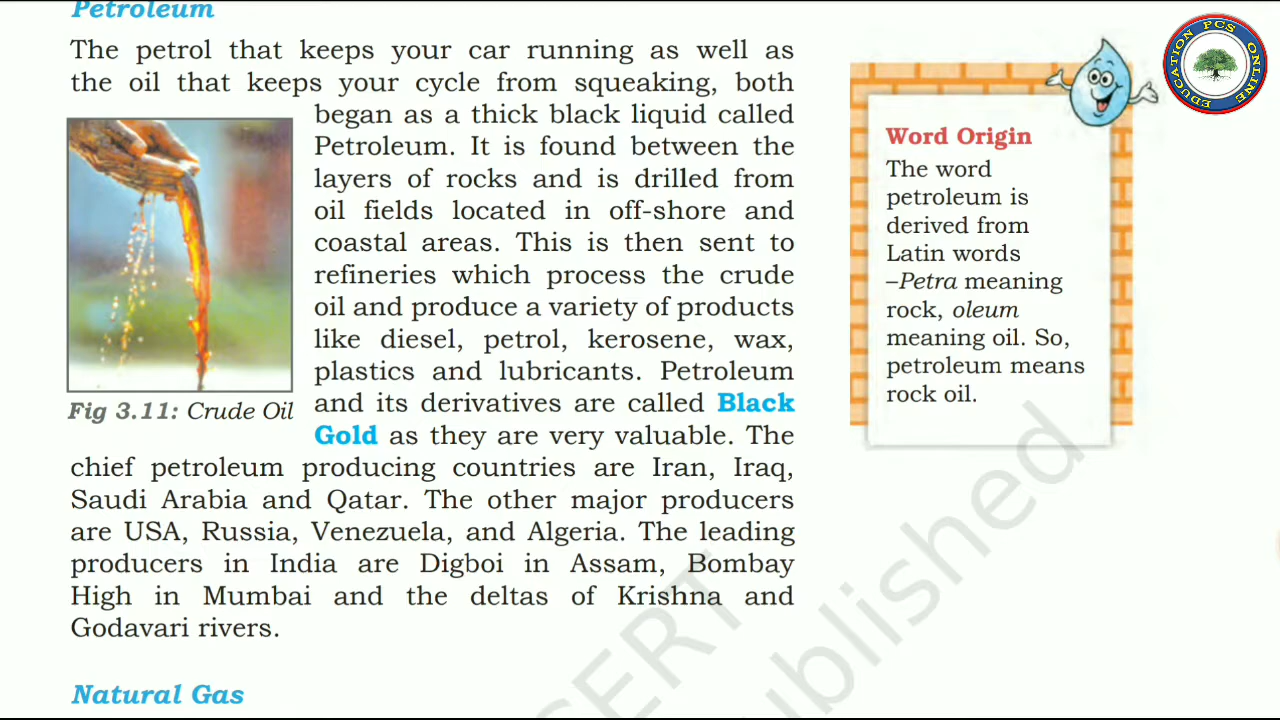 Petroleum
The petrol that keeps your car running as well as
the oil that keeps your cycle from squeaking, both
began as a thick black liquid called
Petroleum. It is found between the
layers of rocks and is drilled from
oil fields located in off-shore and
coastal areas. This is then sent to
refineries which process the crude
oil and produce a variety of products
like diesel, petrol, kerosene, wax,
plastics and lubricants. Petroleum
and its derivatives are called Black
Gold as they are very valuable. The
chief petroleum producing countries are Iran, Iraq,
Saudi Arabia and Qatar. The other major producers
are USA, Russia, Venezuela, and Algeria. The leading
producers in India are Digboi in Assam, Bombay
High in Mumbai and the deltas of Krishna and
Godavari rivers.
Fig 3.11: Crude Oil
Natural Gas
Word Origin
The word
petroleum is
derived from
Latin words
–Petra meaning
rock, oleum
meaning oil. So,
petroleum means
rock oil.
EDUCATION PCS ONLINE